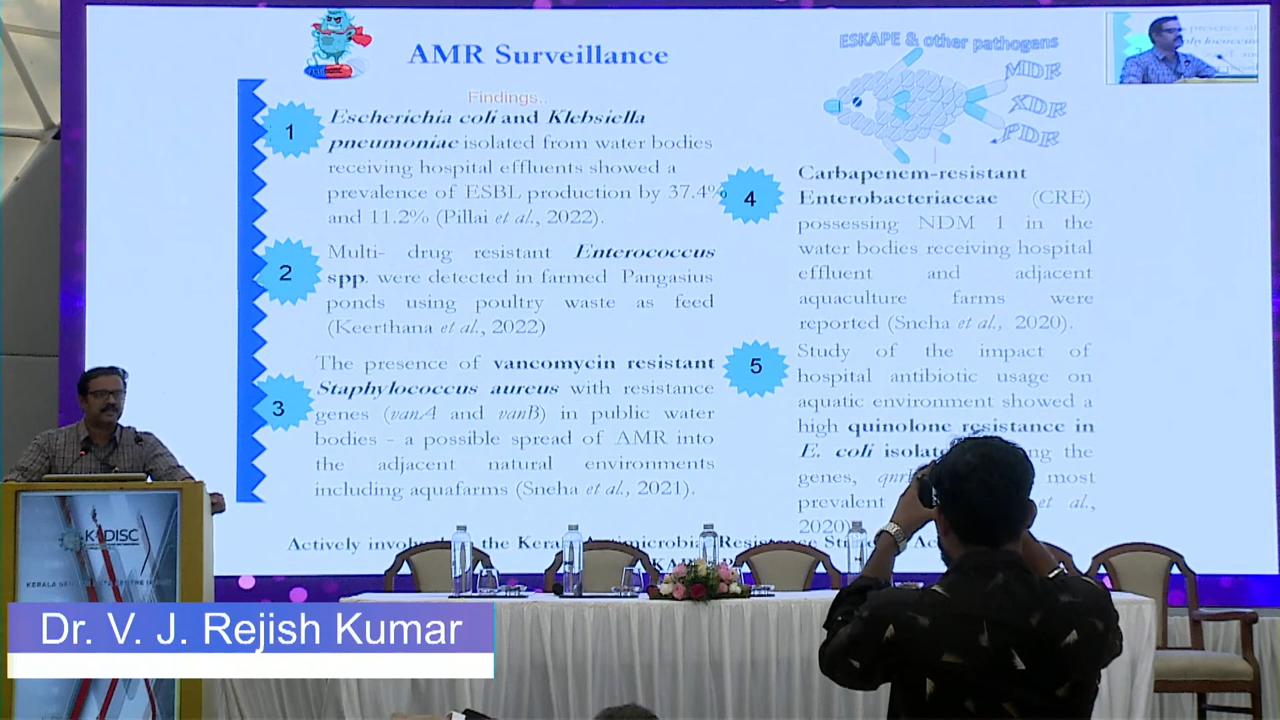 AMR Surveillance
Findings..
1
Escherichia coli and Klebsiella
pneumoniae isolated from water bodies
receiving hospital effluents showed a
prevalence of ESBL production by 37.4%
and 11.2% (Pillai et al., 2022).
2
Multi- drug resistant Enterococcus
spp. were detected in farmed Pangasius
ponds using poultry waste as feed
(Keerthana et al., 2022)
3
The presence of vancomycin resistant
Staphylococcus aureus with resistance
genes (vanA and vanB) in public water
bodies - a possible spread of AMR into
the adjacent natural environments
including aquafarms (Sneha et al., 2021).
ESKAPE & other pathogens
MDR
XDR
PDR
4
Carbapenem-resistant
Enterobacteriaceae (CRE)
possessing NDM 1 in the
water bodies receiving hospital
effluent and adjacent
aquaculture farms were
reported (Sneha et al., 2020).
5
Study of the impact of
hospital antibiotic usage on
aquatic environment showed a
high quinolone resistance in
E. coli the
genes, most
prevalent et al.,
2020)
Actively the
K-DISC
Dr. V. J. Rejish Kumar